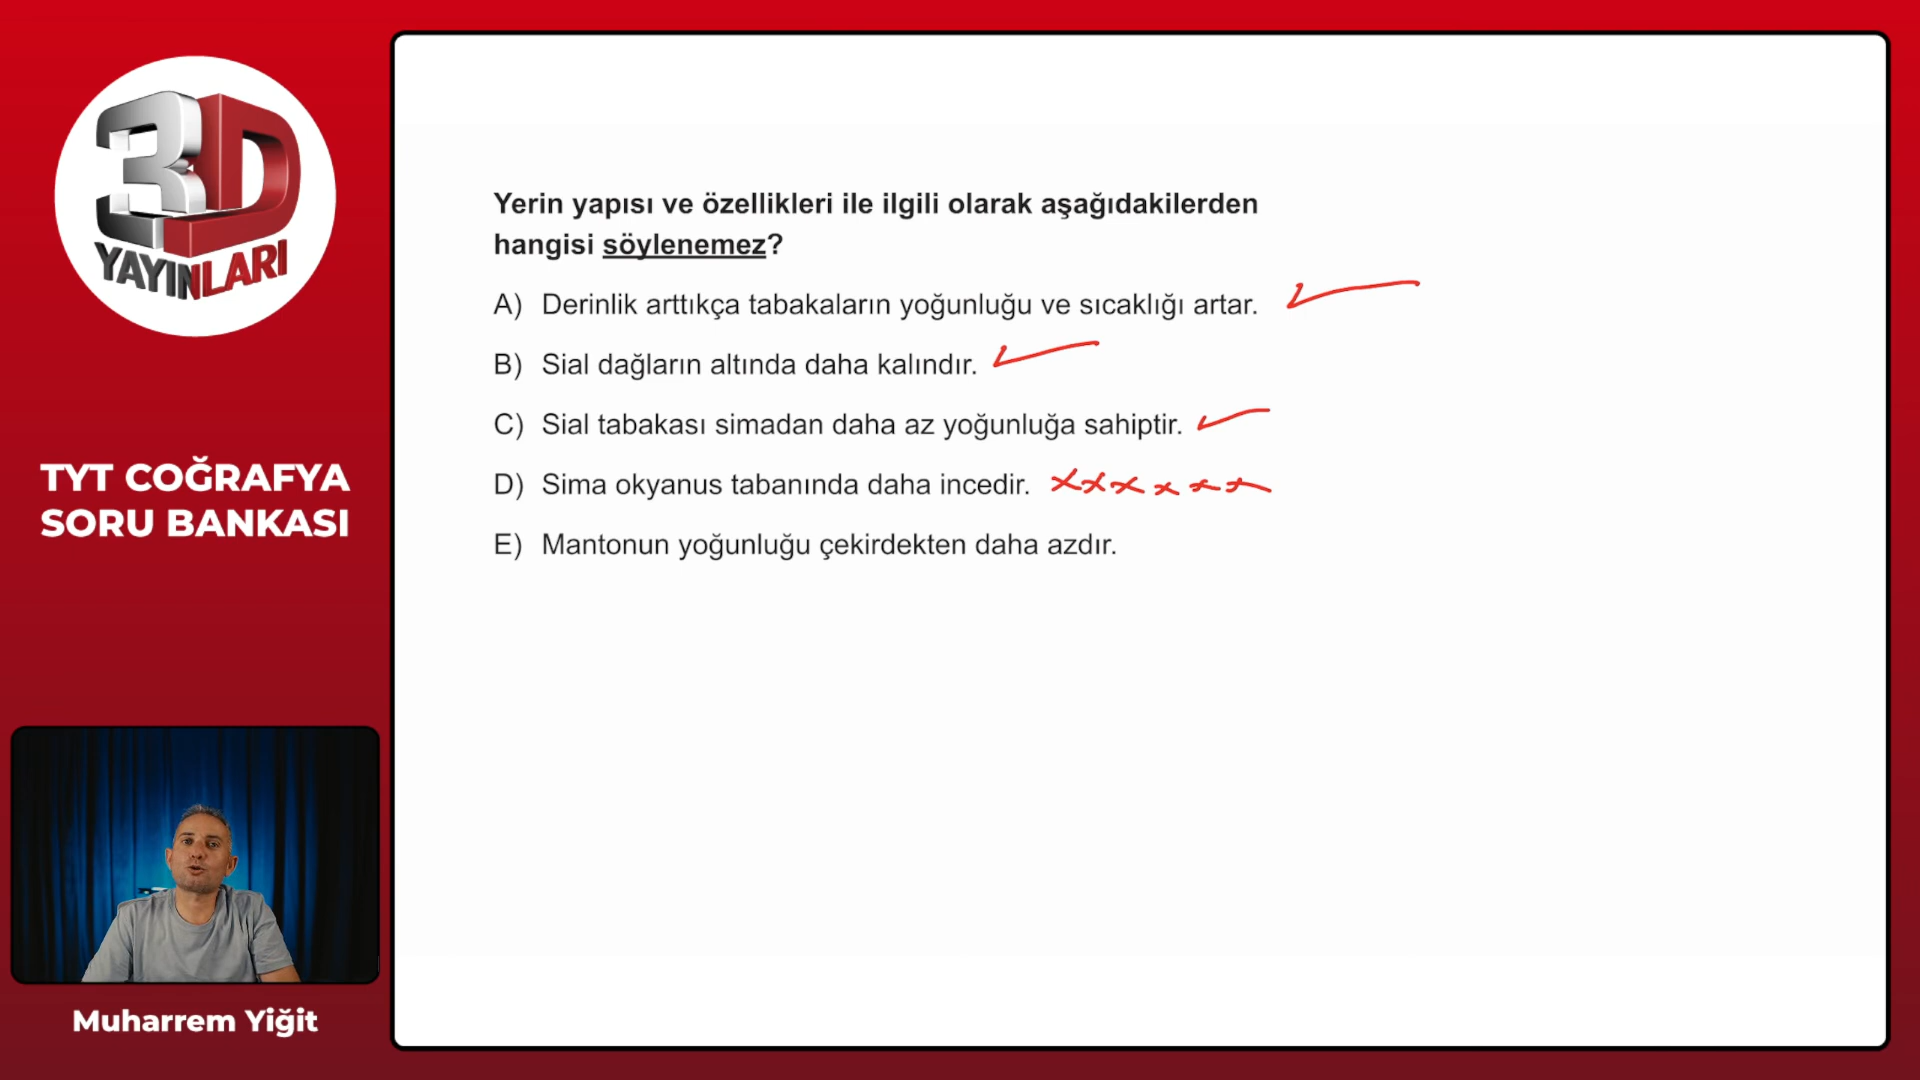 3D
YAYINLARI
TYT COĞRAFYA
SORU BANKASI
Muharrem Yiğit
Yerin yapısı ve özellikleri ile ilgili olarak aşağıdakilerden
hangisi söylenemez?
A) Derinlik arttıkça tabakaların yoğunluğu ve sıcaklığı artar.
B) Sial dağların altında daha kalındır.
C) Sial tabakası simadan daha az yoğunluğa sahiptir.
D) Sima okyanus tabanında daha incedir.
E) Mantonun yoğunluğu çekirdekten daha azdır.